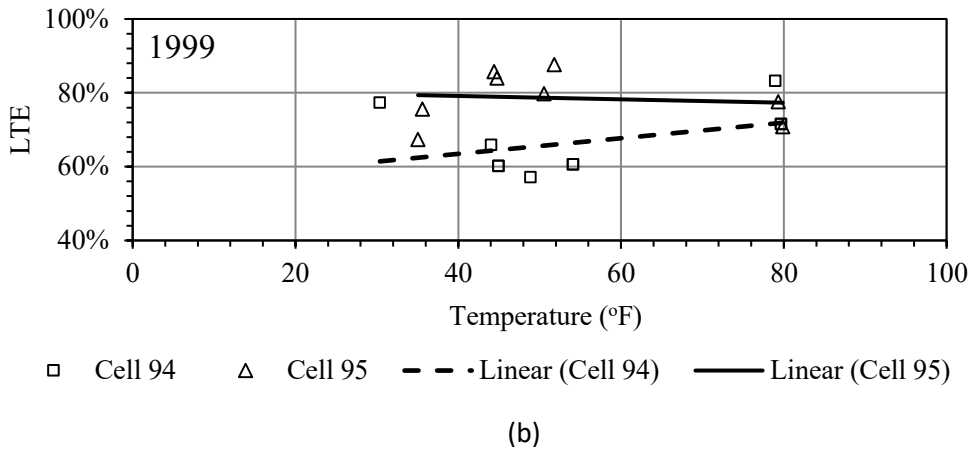 100%
1999
80%
LTE
60%
40%
0 20 40 60 80 100
Temperature (ºF)
Cell 94 Cell 95 Linear (Cell 94) Linear (Cell 95)
(b)